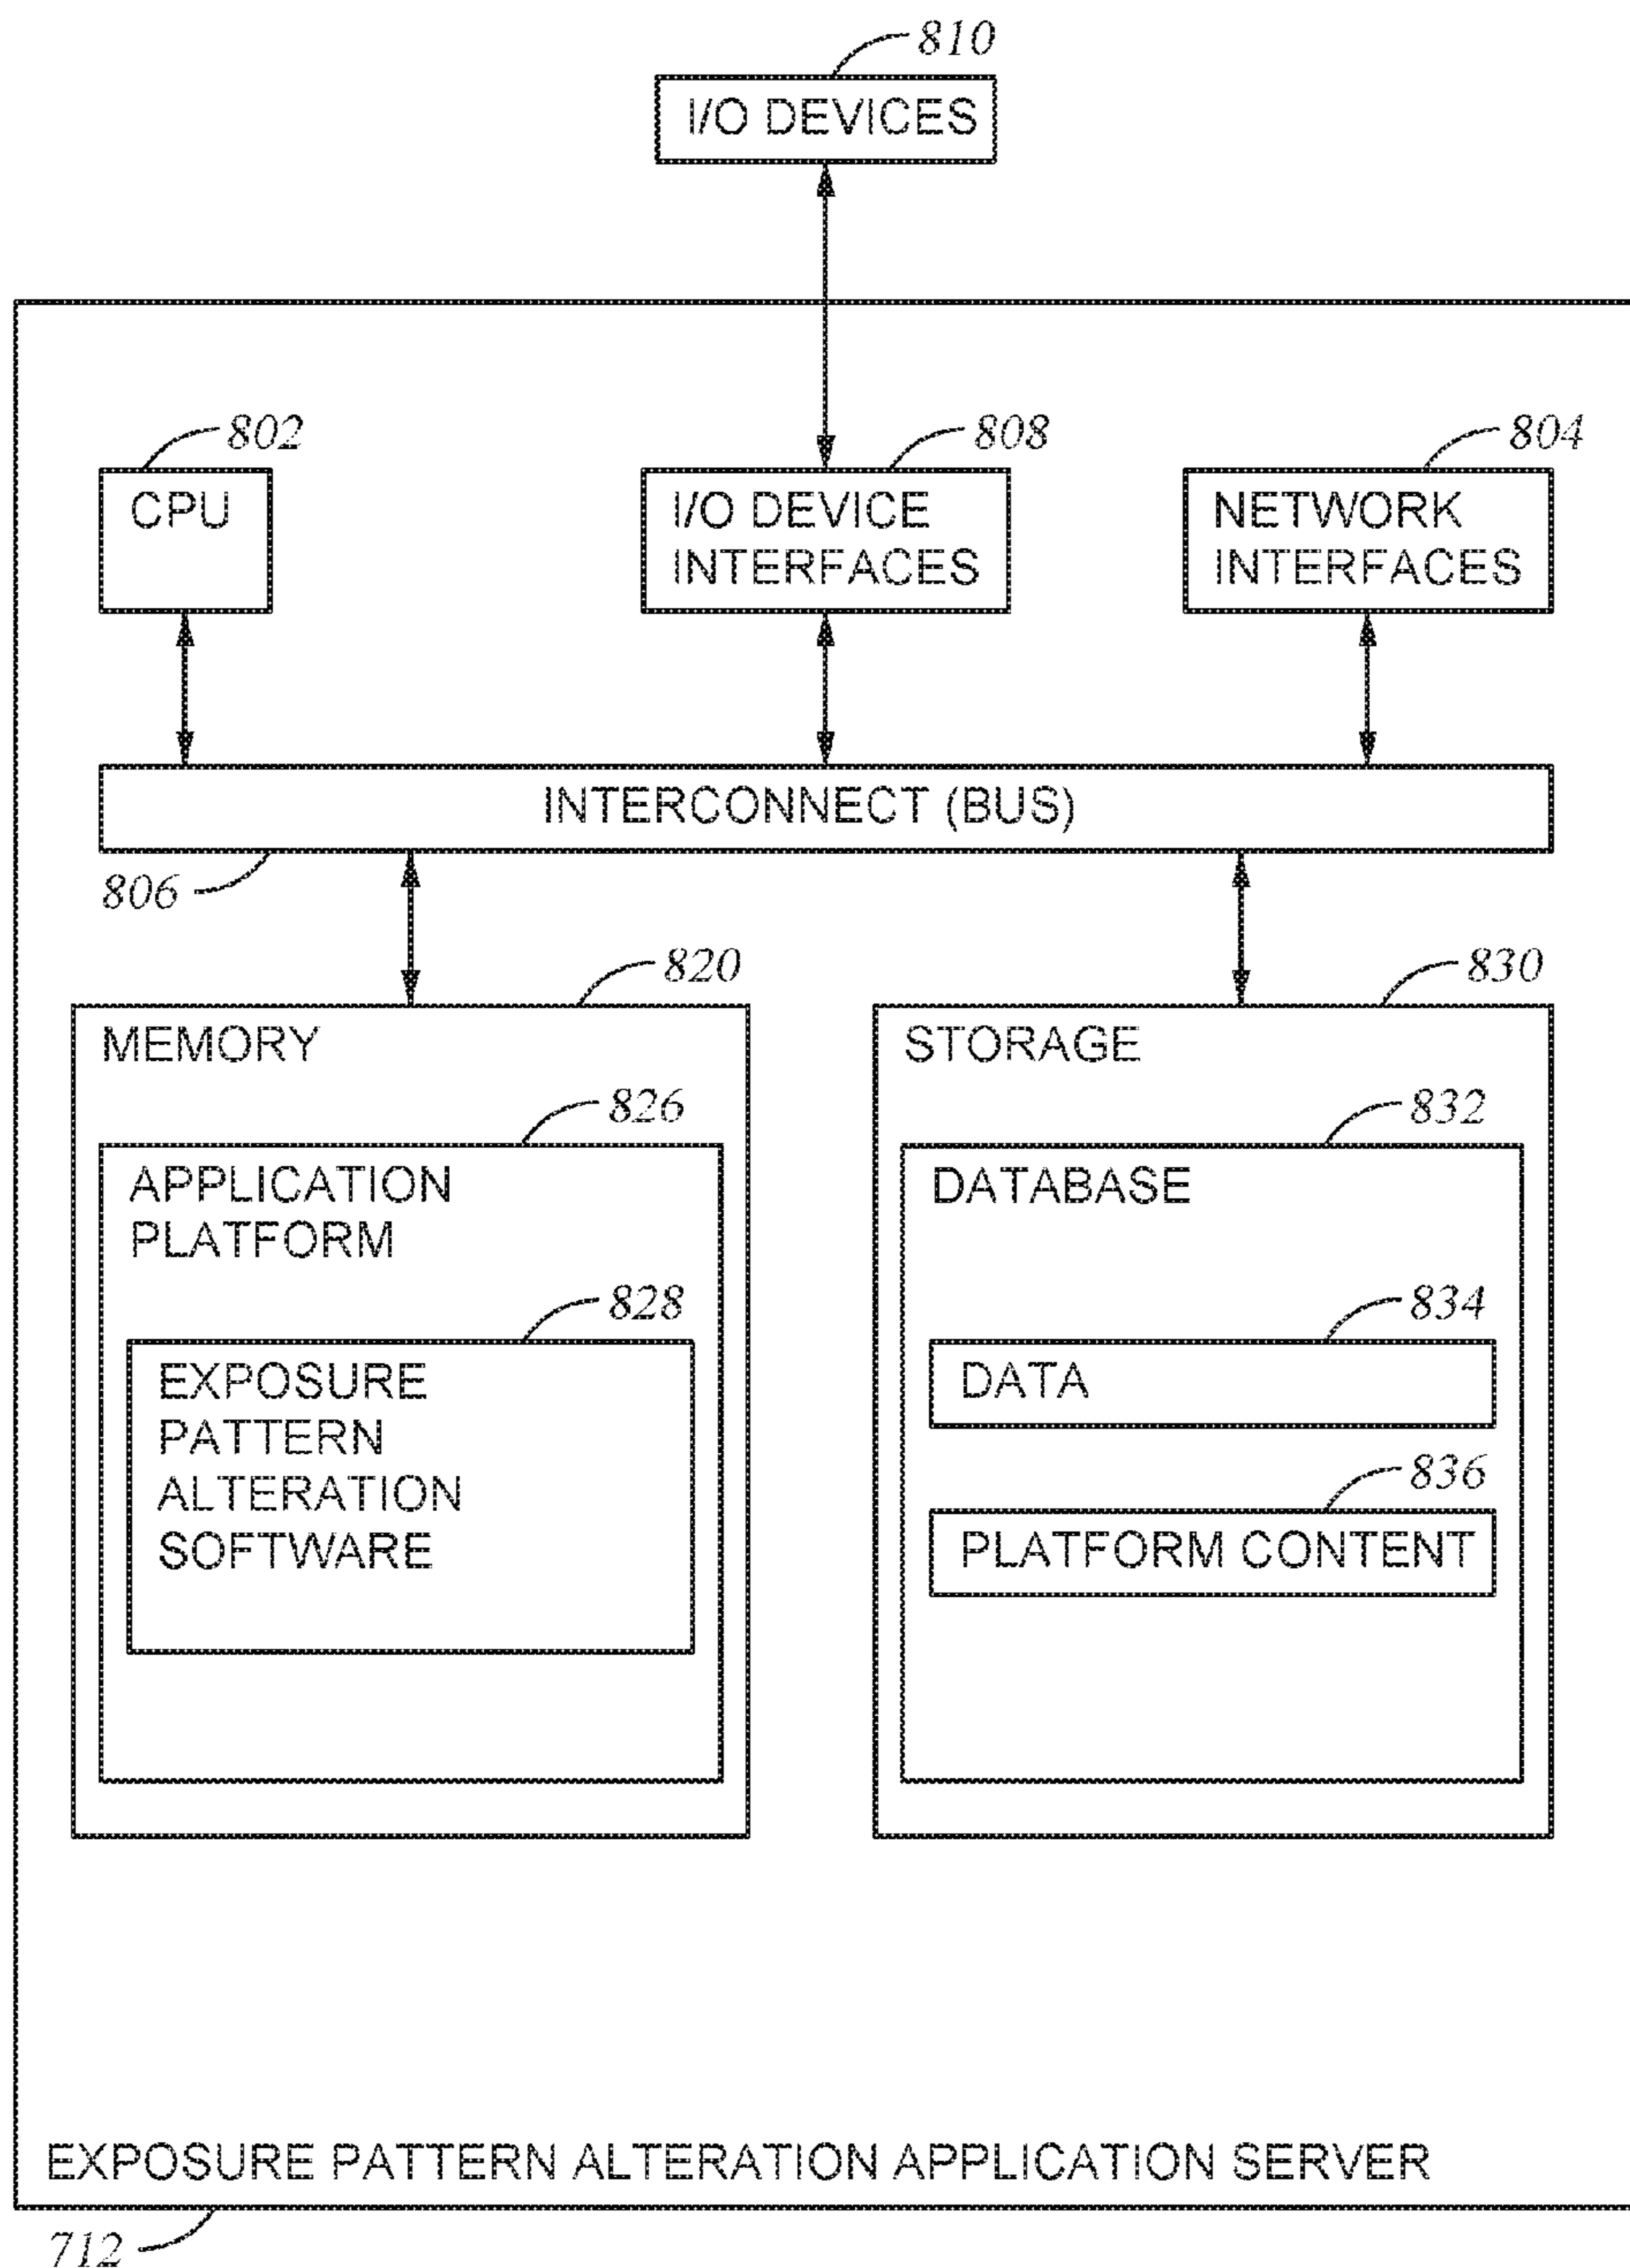 810
I/O DEVICES
802
808
804
CPU
I/O DEVICE
INTERFACES
NETWORK
INTERFACES
INTERCONNECT (BUS)
806
820
830
MEMORY
STORAGE
826
832
APPLICATION
PLATFORM
DATABASE
828
834
EXPOSURE
PATTERN
ALTERATION
SOFTWARE
DATA
836
PLATFORM CONTENT
EXPOSURE PATTERN ALTERATION APPLICATION SERVER
712